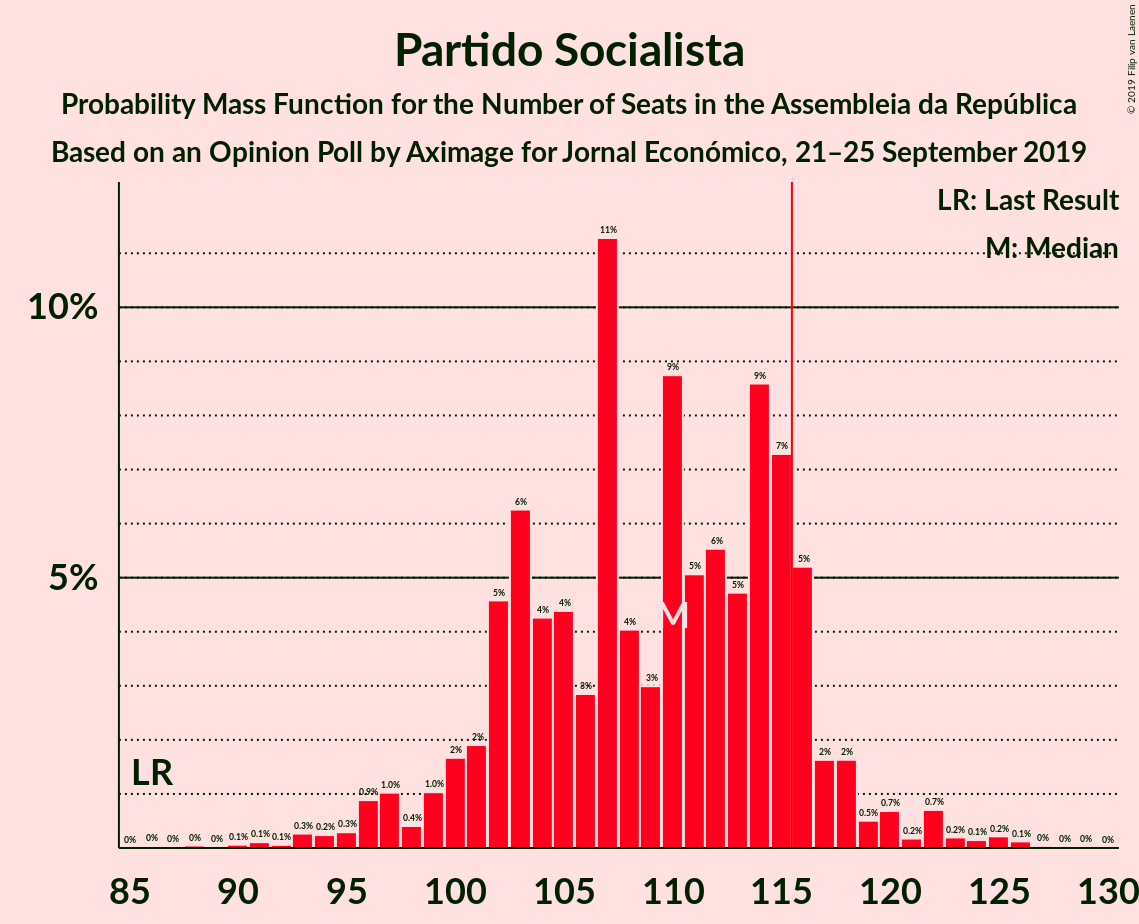 Partido Socialista
Probability Mass Function for the Number of Seats in the Assembleia da República
Based on an Opinion Poll by Aximage for Jornal Económico, 21–25 September 2019
© 2019 Filip van Laenen
LR: Last Result
M: Median
10%
5%
LR
M
0% 0% 0% 0% 0% 0.1% 0.1% 0.1% 0.3% 0.2% 0.3% 0.9% 1.0% 0.4% 1.0% 2% 2% 5% 6% 4% 4% 3% 11% 4% 3% 9% 5% 6% 5% 9% 7% 5% 2% 2% 0.5% 0.7% 0.2% 0.7% 0.2% 0.1% 0.2% 0.1% 0% 0% 0% 0%
85 90 95 100 105 110 115 120 125 130